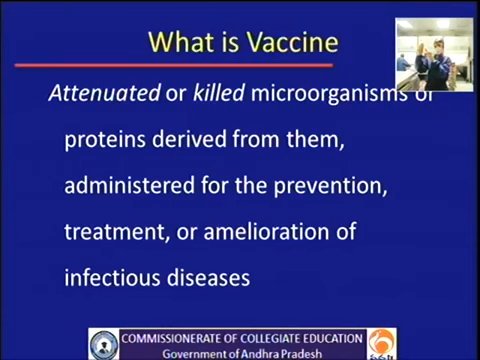 What is Vaccine
Attenuated or killed microorganisms or
proteins derived from them,
administered for the prevention,
treatment, or amelioration of
infectious diseases
COMMISSIONERATE OF COLLEGIATE EDUCATION
Government of Andhra Pradesh